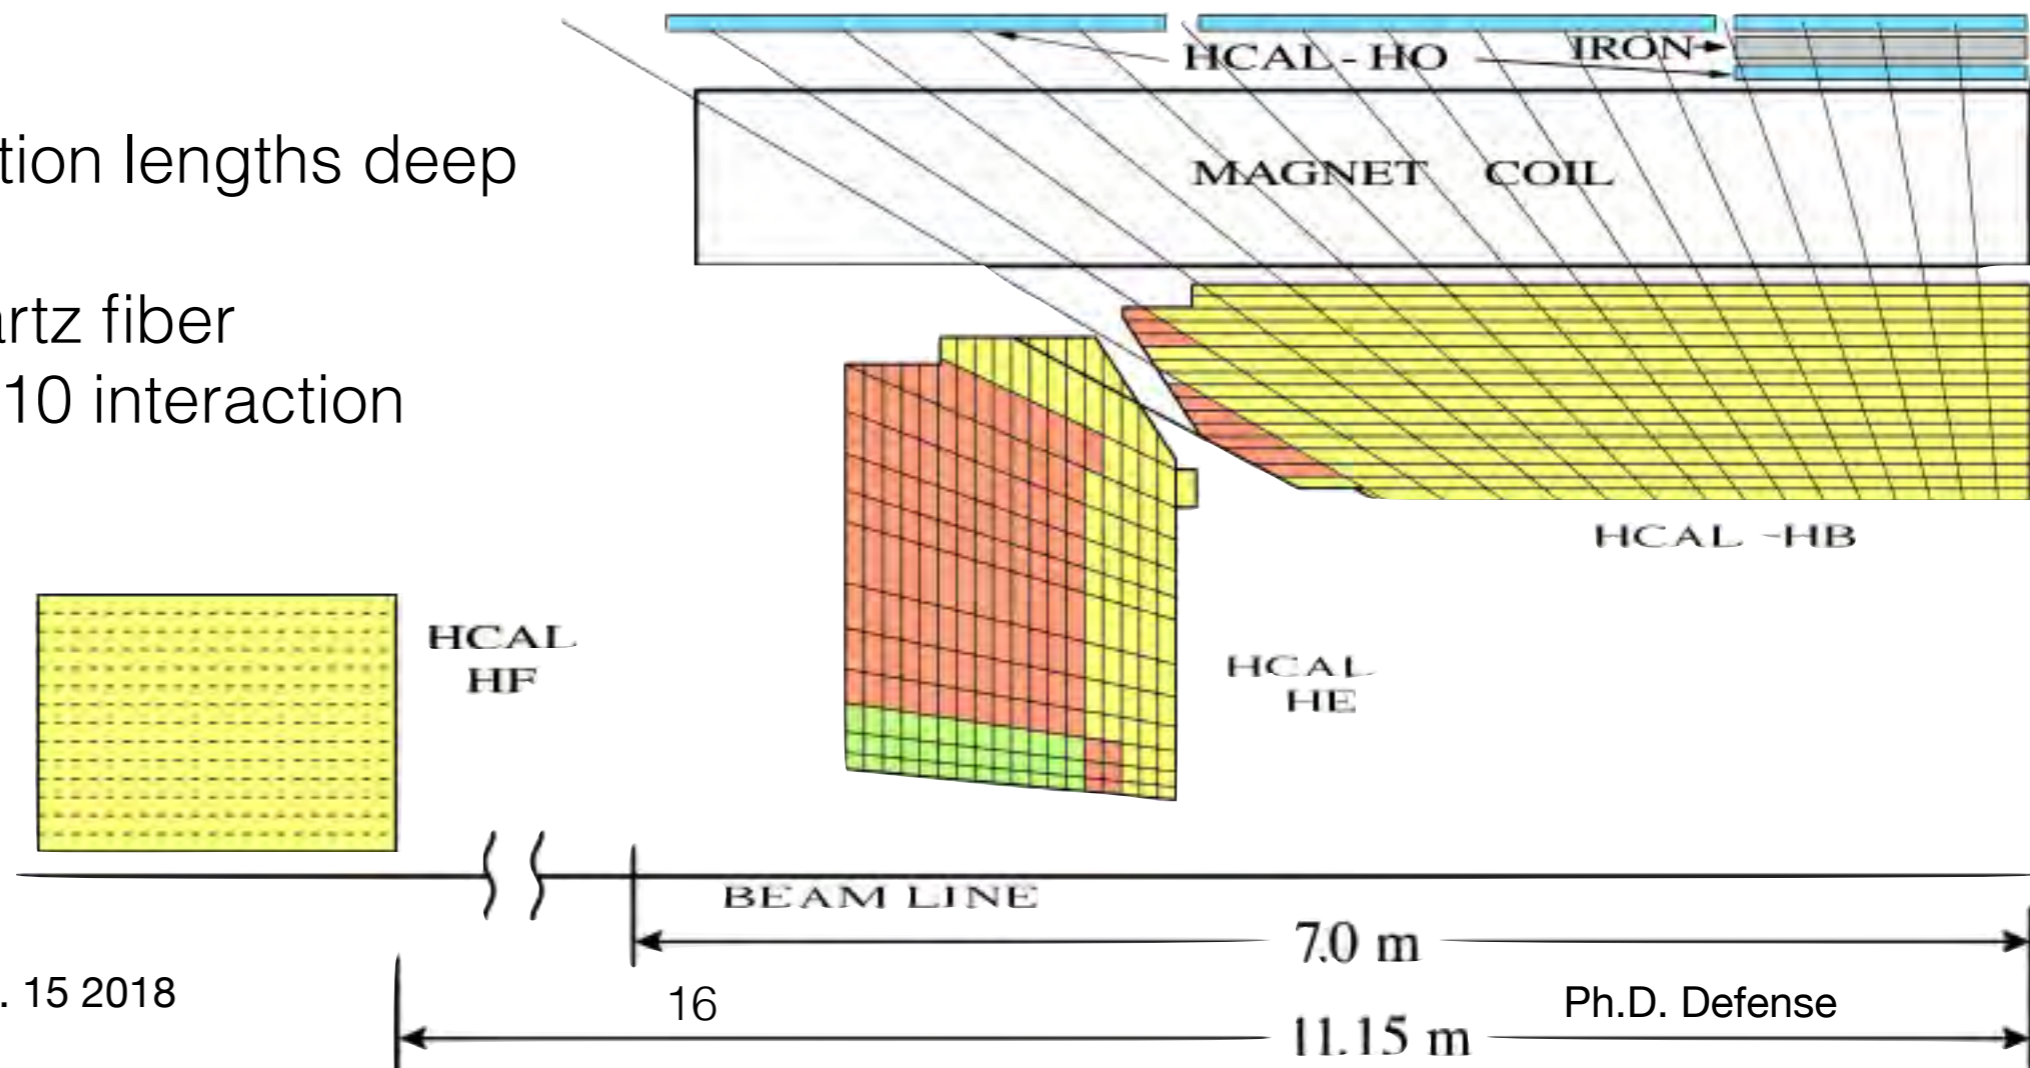 tion lengths deep
artz fiber
10 interaction
HCAL - HO
IRON
MAGNET COIL
HCAL -HB
HCAL
HF
HCAL
HE
BEAM LINE
7.0 m
. 15 2018
16
Ph.D. Defense
11.15 m